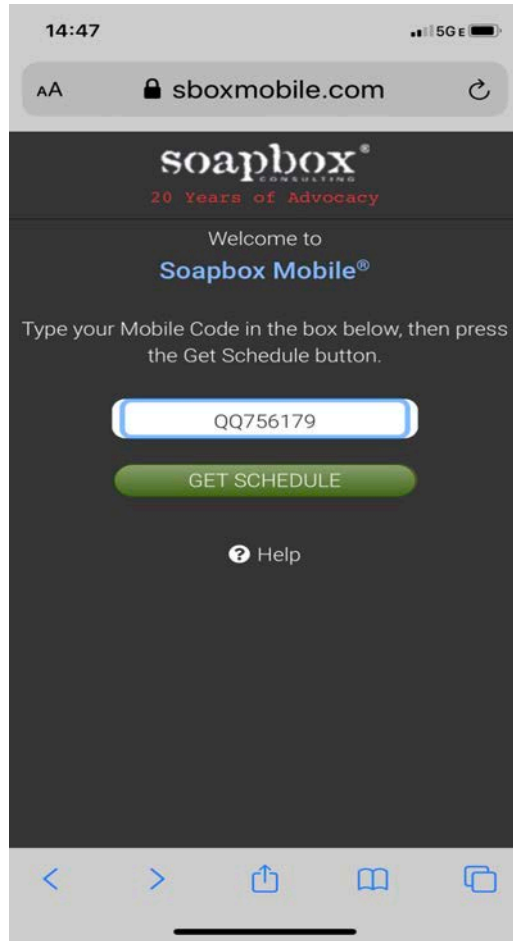 14:47
5G E
AA sboxmobile.com
soapbox®
CONSULTING
20 Years of Advocacy
Welcome to
Soapbox Mobile®
Type your Mobile Code in the box below, then press
the Get Schedule button.
QQ756179
GET SCHEDULE
? Help